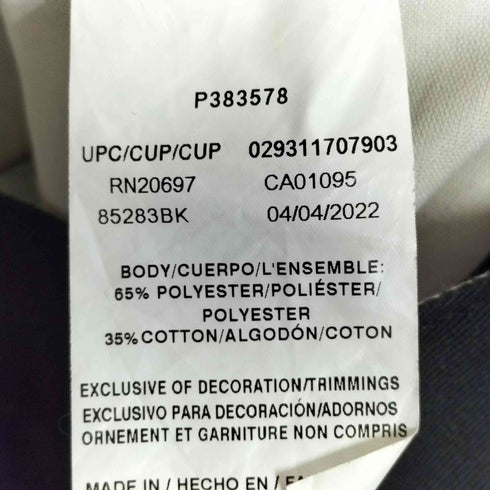 P383578
UPC/CUP/CUP 029311707903
RN20697 CA01095
85283BK 04/04/2022
BODY/CUERPO/L'ENSEMBLE:
65% POLYESTER/POLIÉSTER/
POLYESTER
35% COTTON/ALGODÓN/COTON
EXCLUSIVE OF DECORATION/TRIMMINGS
EXCLUSIVO PARA DECORACIÓN/ADORNOS
ORNEMENT ET GARNITURE NON COMPRIS
MADE IN / HECHO EN /